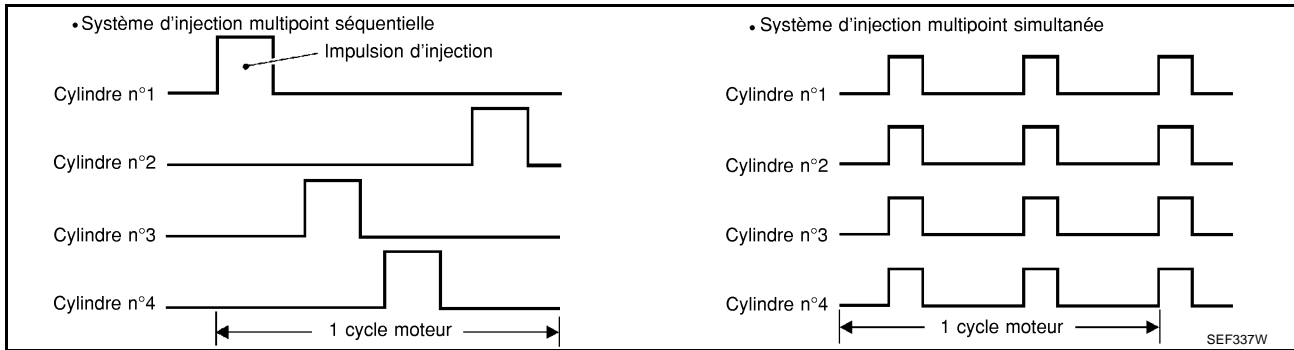 • Système d'injection multipoint séquentielle
Impulsion d'injection
Cylindre n°1
Cylindre n°2
Cylindre n°3
Cylindre n°4
1 cycle moteur
• Système d'injection multipoint simultanée
Cylindre n°1
Cylindre n°2
Cylindre n°3
Cylindre n°4
1 cycle moteur
SEF337W